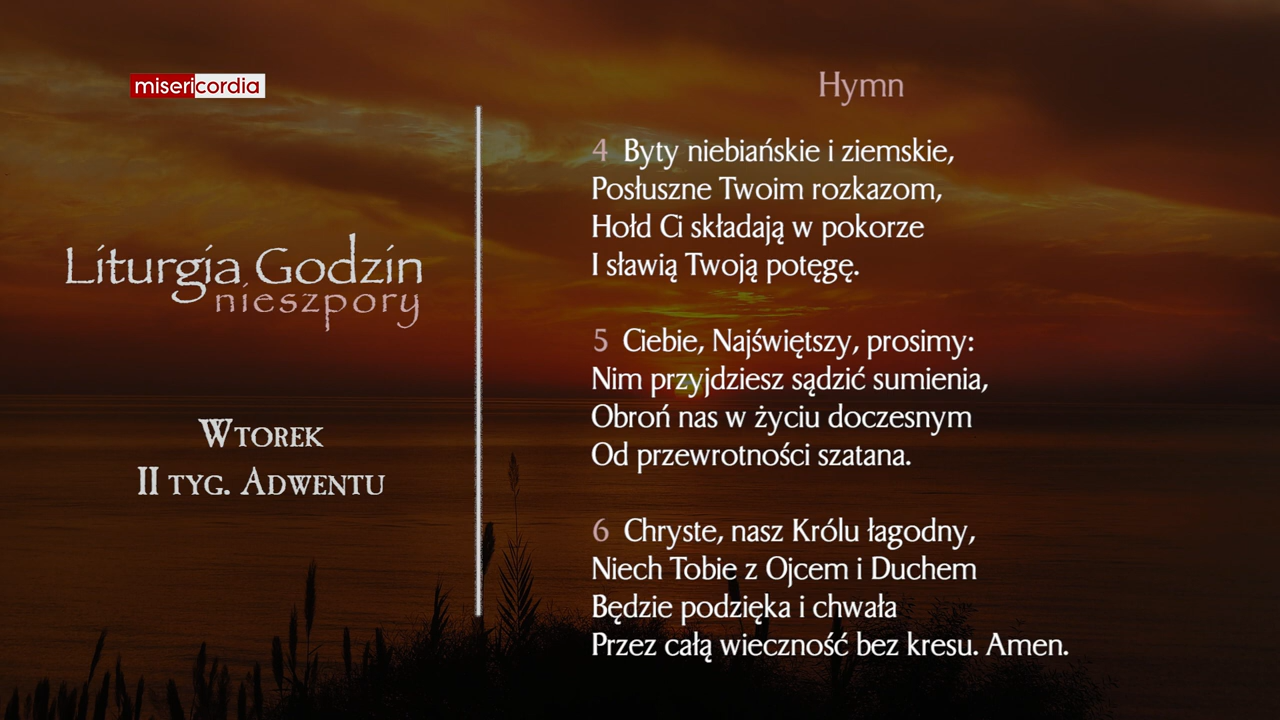 misericordia
Liturgia Godzin
nieszpory
Wtorek
II tyg. Adwentu
Hymn
4 Byty niebiańskie i ziemskie,
Posłuszne Twoim rozkazom,
Hołd Ci składają w pokorze
I sławią Twoją potęgę.
5 Ciebie, Najświętszy, prosimy:
Nim przyjdziesz sądzić sumienia,
Obroń nas w życiu doczesnym
Od przewrotności szatana.
6 Chryste, nasz Królu łagodny,
Niech Tobie z Ojcem i Duchem
Będzie podzięka i chwała
Przez całą wieczność bez kresu. Amen.